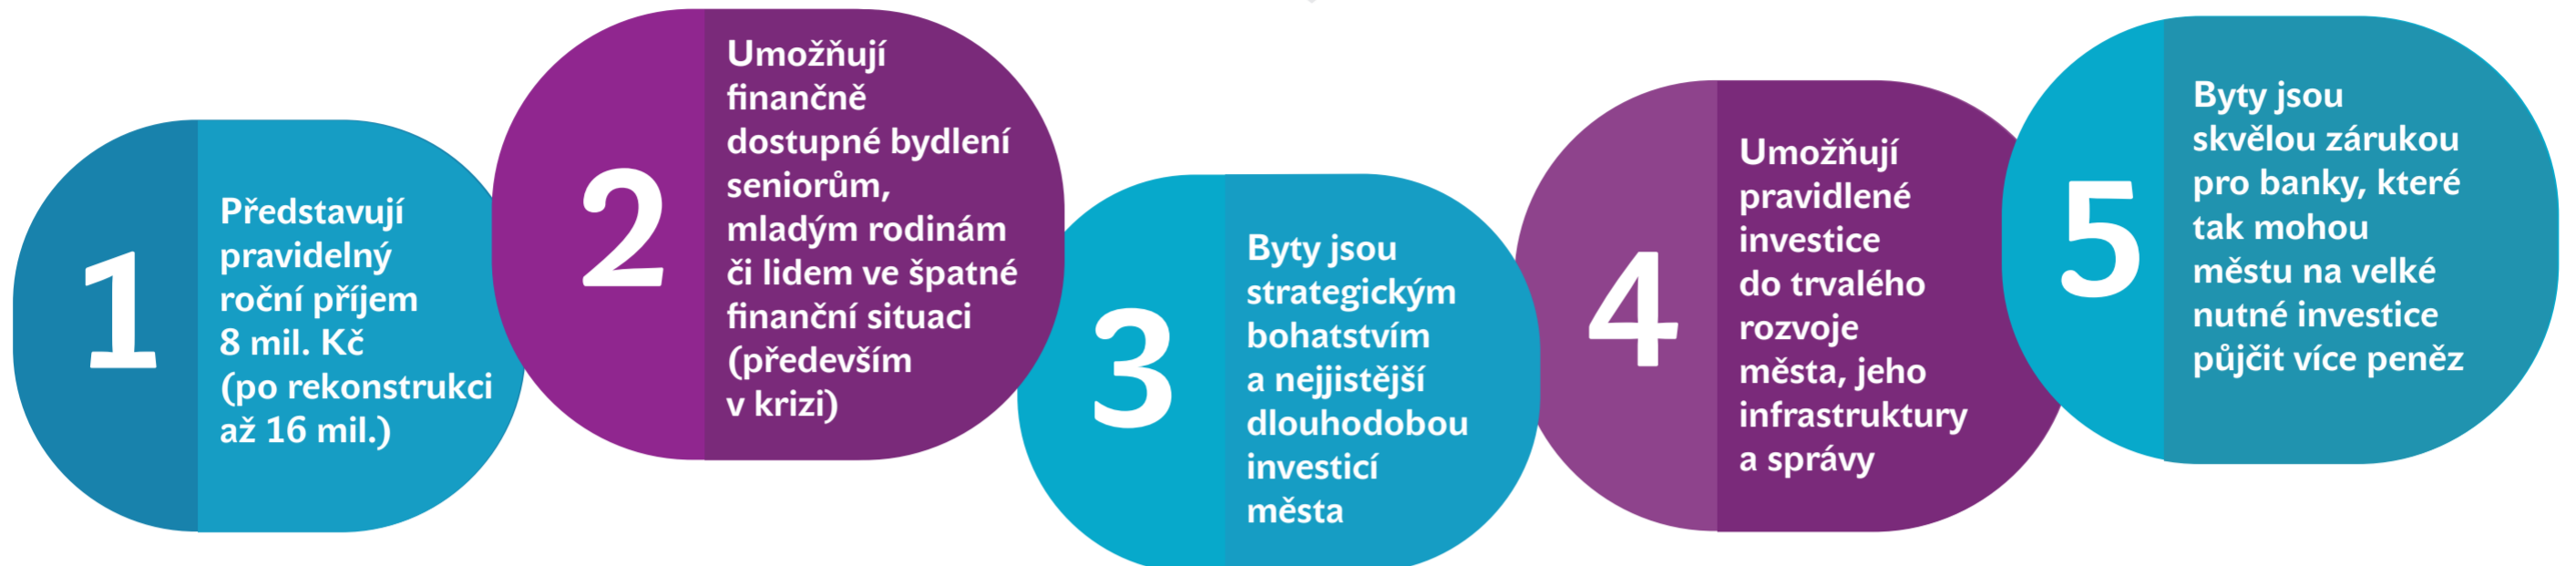 1
Představují
pravidelný
roční příjem
8 mil. Kč
(po rekonstrukci
až 16 mil.)
2
Umožňují
finančně
dostupné bydlení
seniorům,
mladým rodinám
či lidem ve špatné
finanční situaci
(především
v krizi)
3
Byty jsou
strategickým
bohatstvím
a nejjistější
dlouhodobou
investicí
města
4
Umožňují
pravidlené
investice
do trvalého
rozvoje
města, jeho
infrastruktury
a správy
5
Byty jsou
skvělou zárukou
pro banky, které
tak mohou
městu na velké
nutné investice
půjčit více peněz